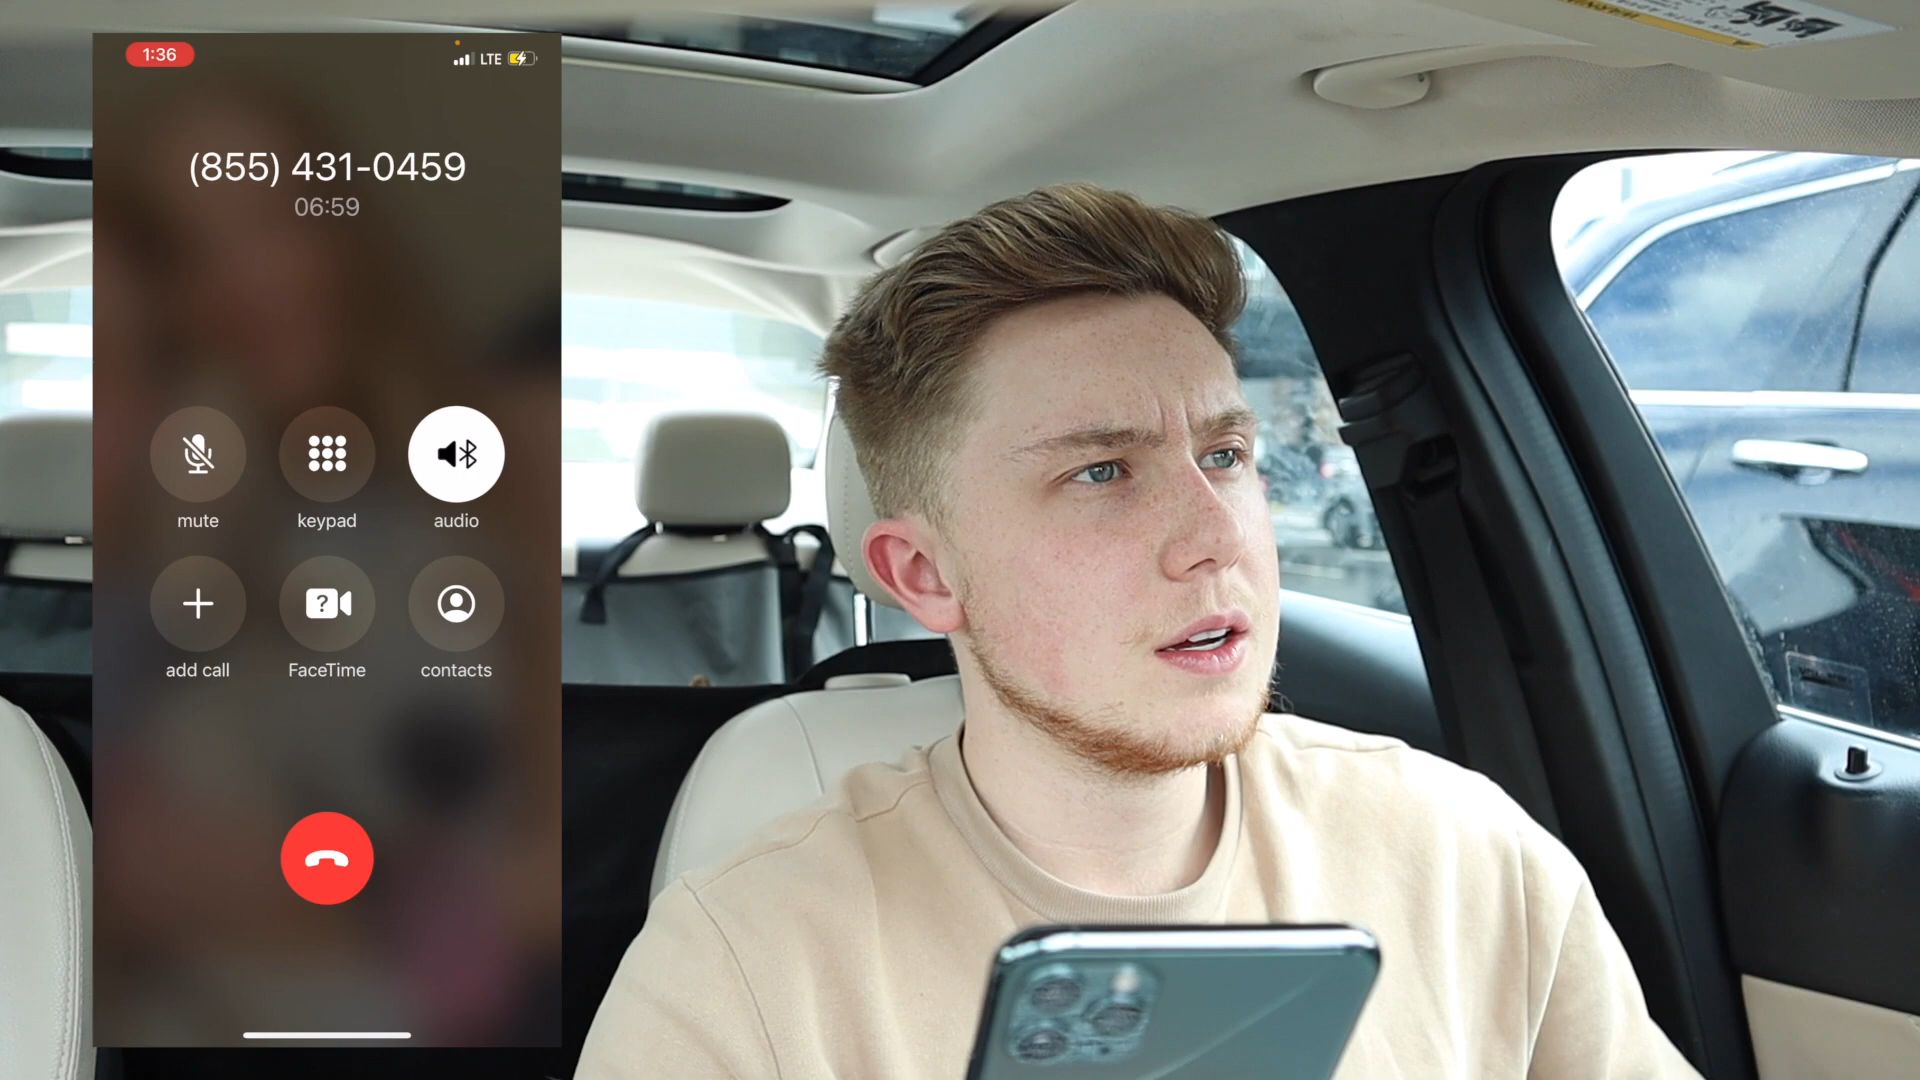 1:36
LTE
(855) 431-0459
06:59
mute
keypad
audio
?
add call
FaceTime
contacts